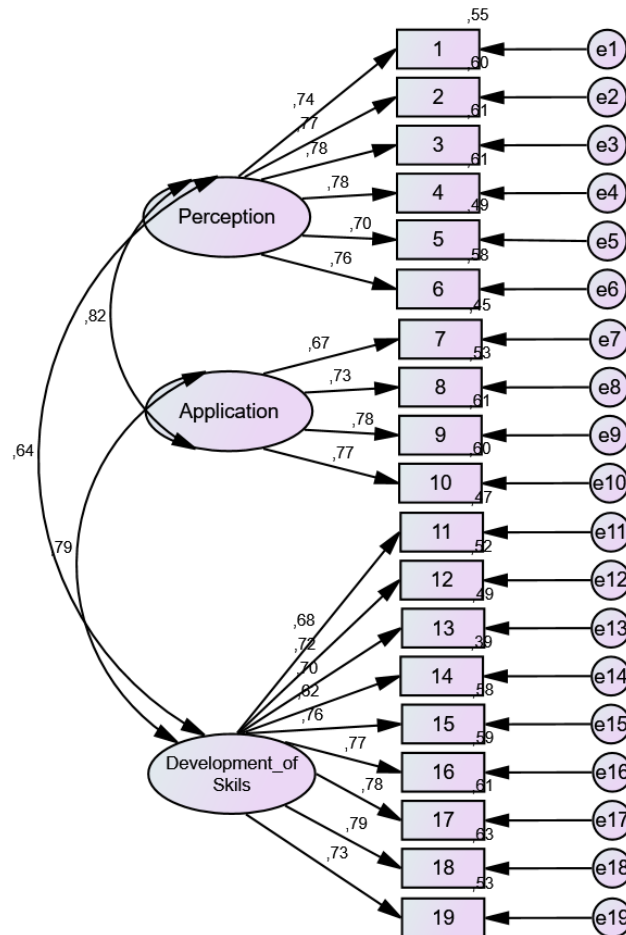 ,55
1
e1
,60
,74
2
e2
,77
,61
3
e3
,78
,61
4
e4
,78
,49
Perception
5
e5
,70
,58
6
e6
,76
,45
,82
7
e7
,67
,53
8
e8
,73
,61
Application
9
e9
,78
,60
10
e10
,77
,47
,64
11
e11
,52
12
e12
,79
,49
13
e13
,68
,39
,72
14
e14
,70
,58
,62
15
e15
,76
,59
Development_of
Skils
16
e16
,77
,61
17
e17
,78
,63
18
e18
,79
,53
19
e19
,73